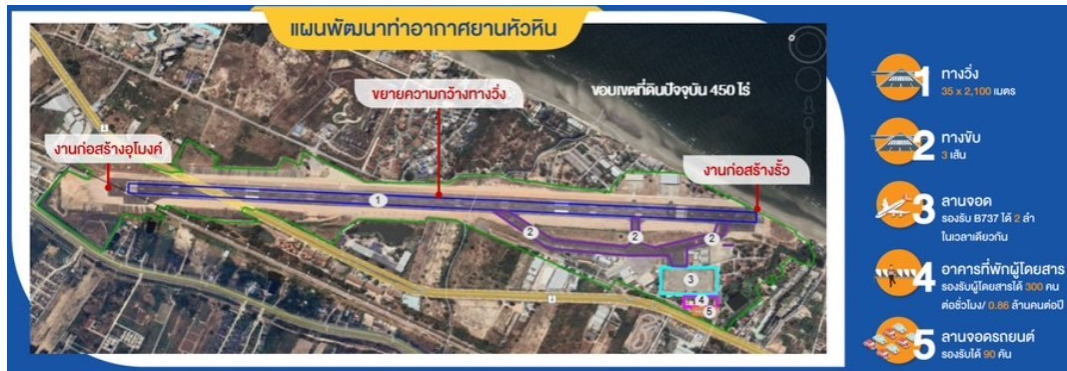 แผนพัฒนาท่าอากาศยานหัวหิน
ขยายความกว้างทางวิ่ง
ขอบเขตที่ดินปัจจุบัน 450 ไร่
งานก่อสร้างอุโมงค์
งานก่อสร้างรั้ว
1
2
2
2
3
4
5
1 ทางวิ่ง
35 x 2,100 เมตร
2 ทางขับ
3 เส้น
3 ลานจอด
รองรับ B737 ได้ 2 ลำ
ในเวลาเดียวกัน
4 อาคารที่พักผู้โดยสาร
รองรับผู้โดยสารได้ 300 คน
ต่อชั่วโมง/ 0.86 ล้านคนต่อปี
5 ลานจอดรถยนต์
รองรับได้ 90 คัน